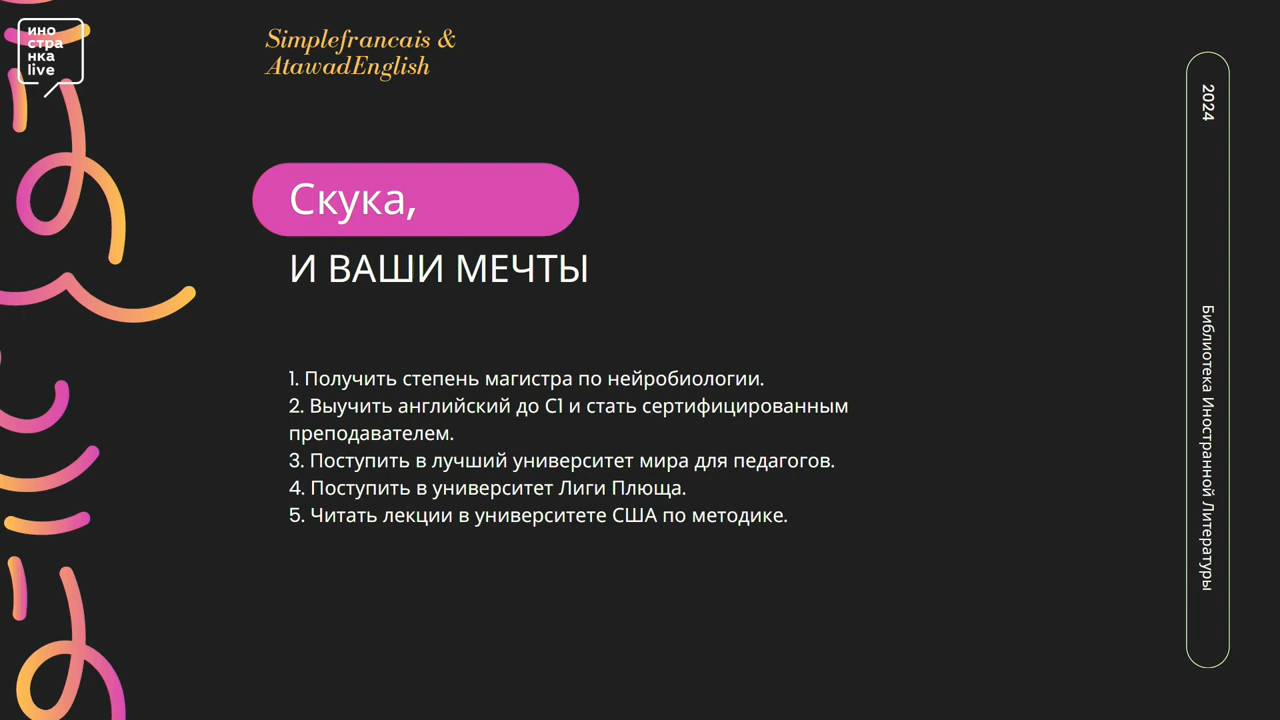 ино
стра
нка
live
Simplefrancais &
AtawadEnglish
2024
Скука,
И ВАШИ МЕЧТЫ
1. Получить степень магистра по нейробиологии.
2. Выучить английский до C1 и стать сертифицированным
преподавателем.
3. Поступить в лучший университет мира для педагогов.
4. Поступить в университет Лиги Плюща.
5. Читать лекции в университете США по методике.
Библиотека Иностранной Литературы